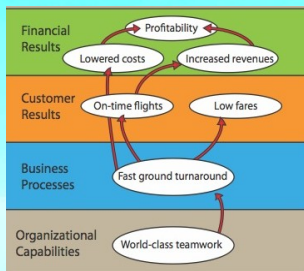 Financial
Results
Profitability
Lowered costs
Increased revenues
Customer
Results
On-time flights
Low fares
Business
Processes
Fast ground turnaround
Organizational
Capabilities
World-class teamwork